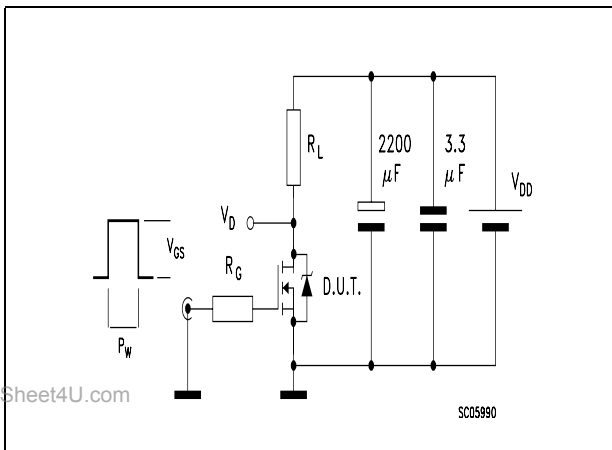 R_L
2200
µF
3.3
µF
V_DD
V_D
V_GS
R_G
D.U.T.
P_W
Sheet4U.com
SC05990